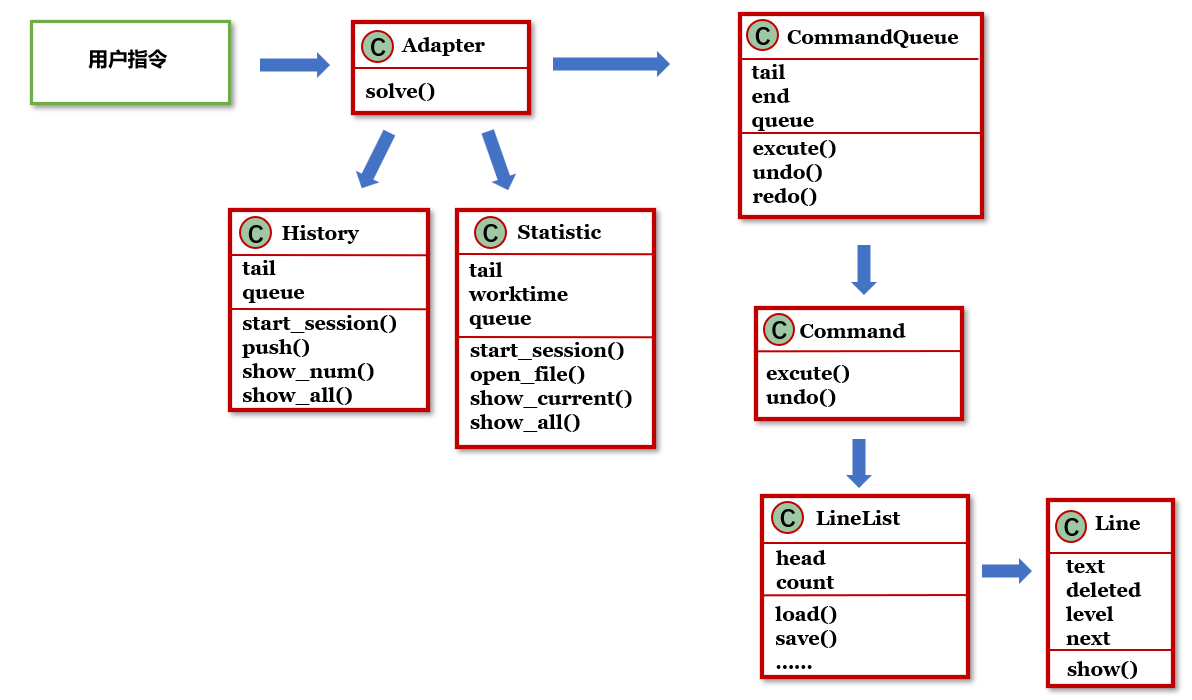 用户指令
C Adapter
solve()
C CommandQueue
tail
end
queue
excute()
undo()
redo()
C History
tail
queue
start_session()
push()
show_num()
show_all()
C Statistic
tail
worktime
queue
start_session()
open_file()
show_current()
show_all()
C Command
excute()
undo()
C LineList
head
count
load()
save()
......
C Line
text
deleted
level
next
show()